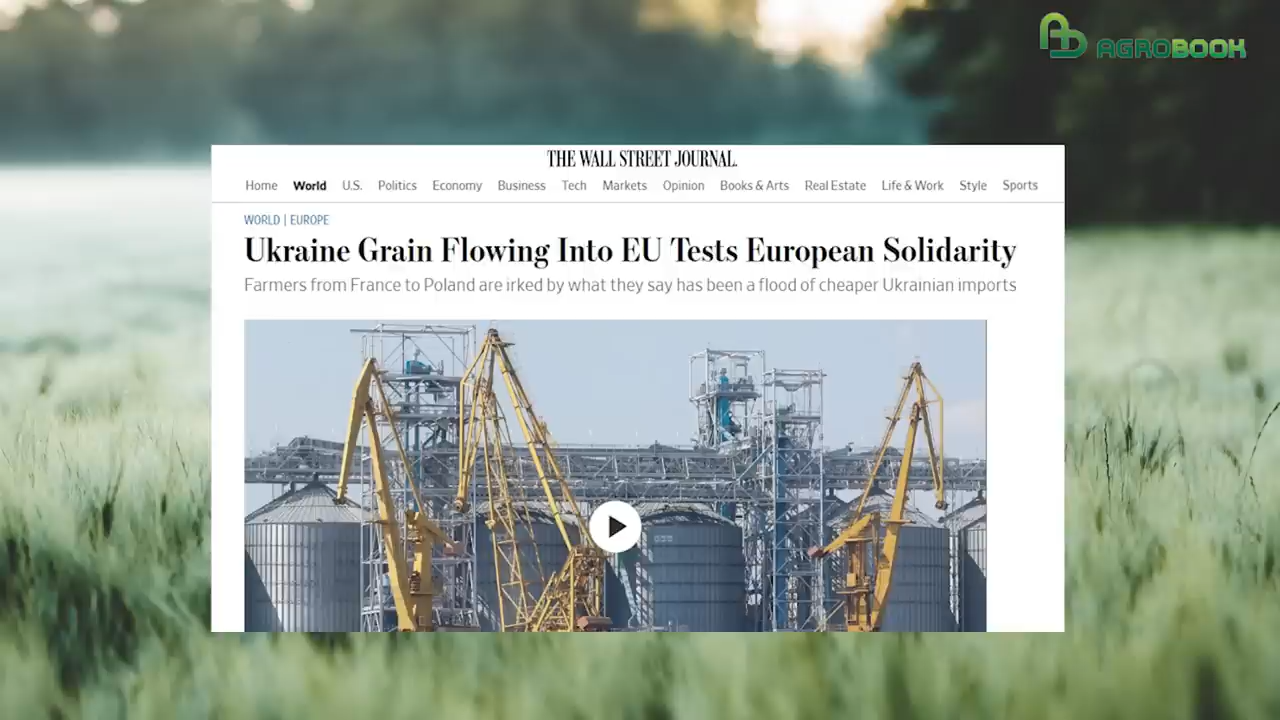 AGROBOOK
THE WALL STREET JOURNAL.
Home World U.S. Politics Economy Business Tech Markets Opinion Books & Arts Real Estate Life & Work Style Sports
WORLD | EUROPE
Ukraine Grain Flowing Into EU Tests European Solidarity
Farmers from France to Poland are irked by what they say has been a flood of cheaper Ukrainian imports